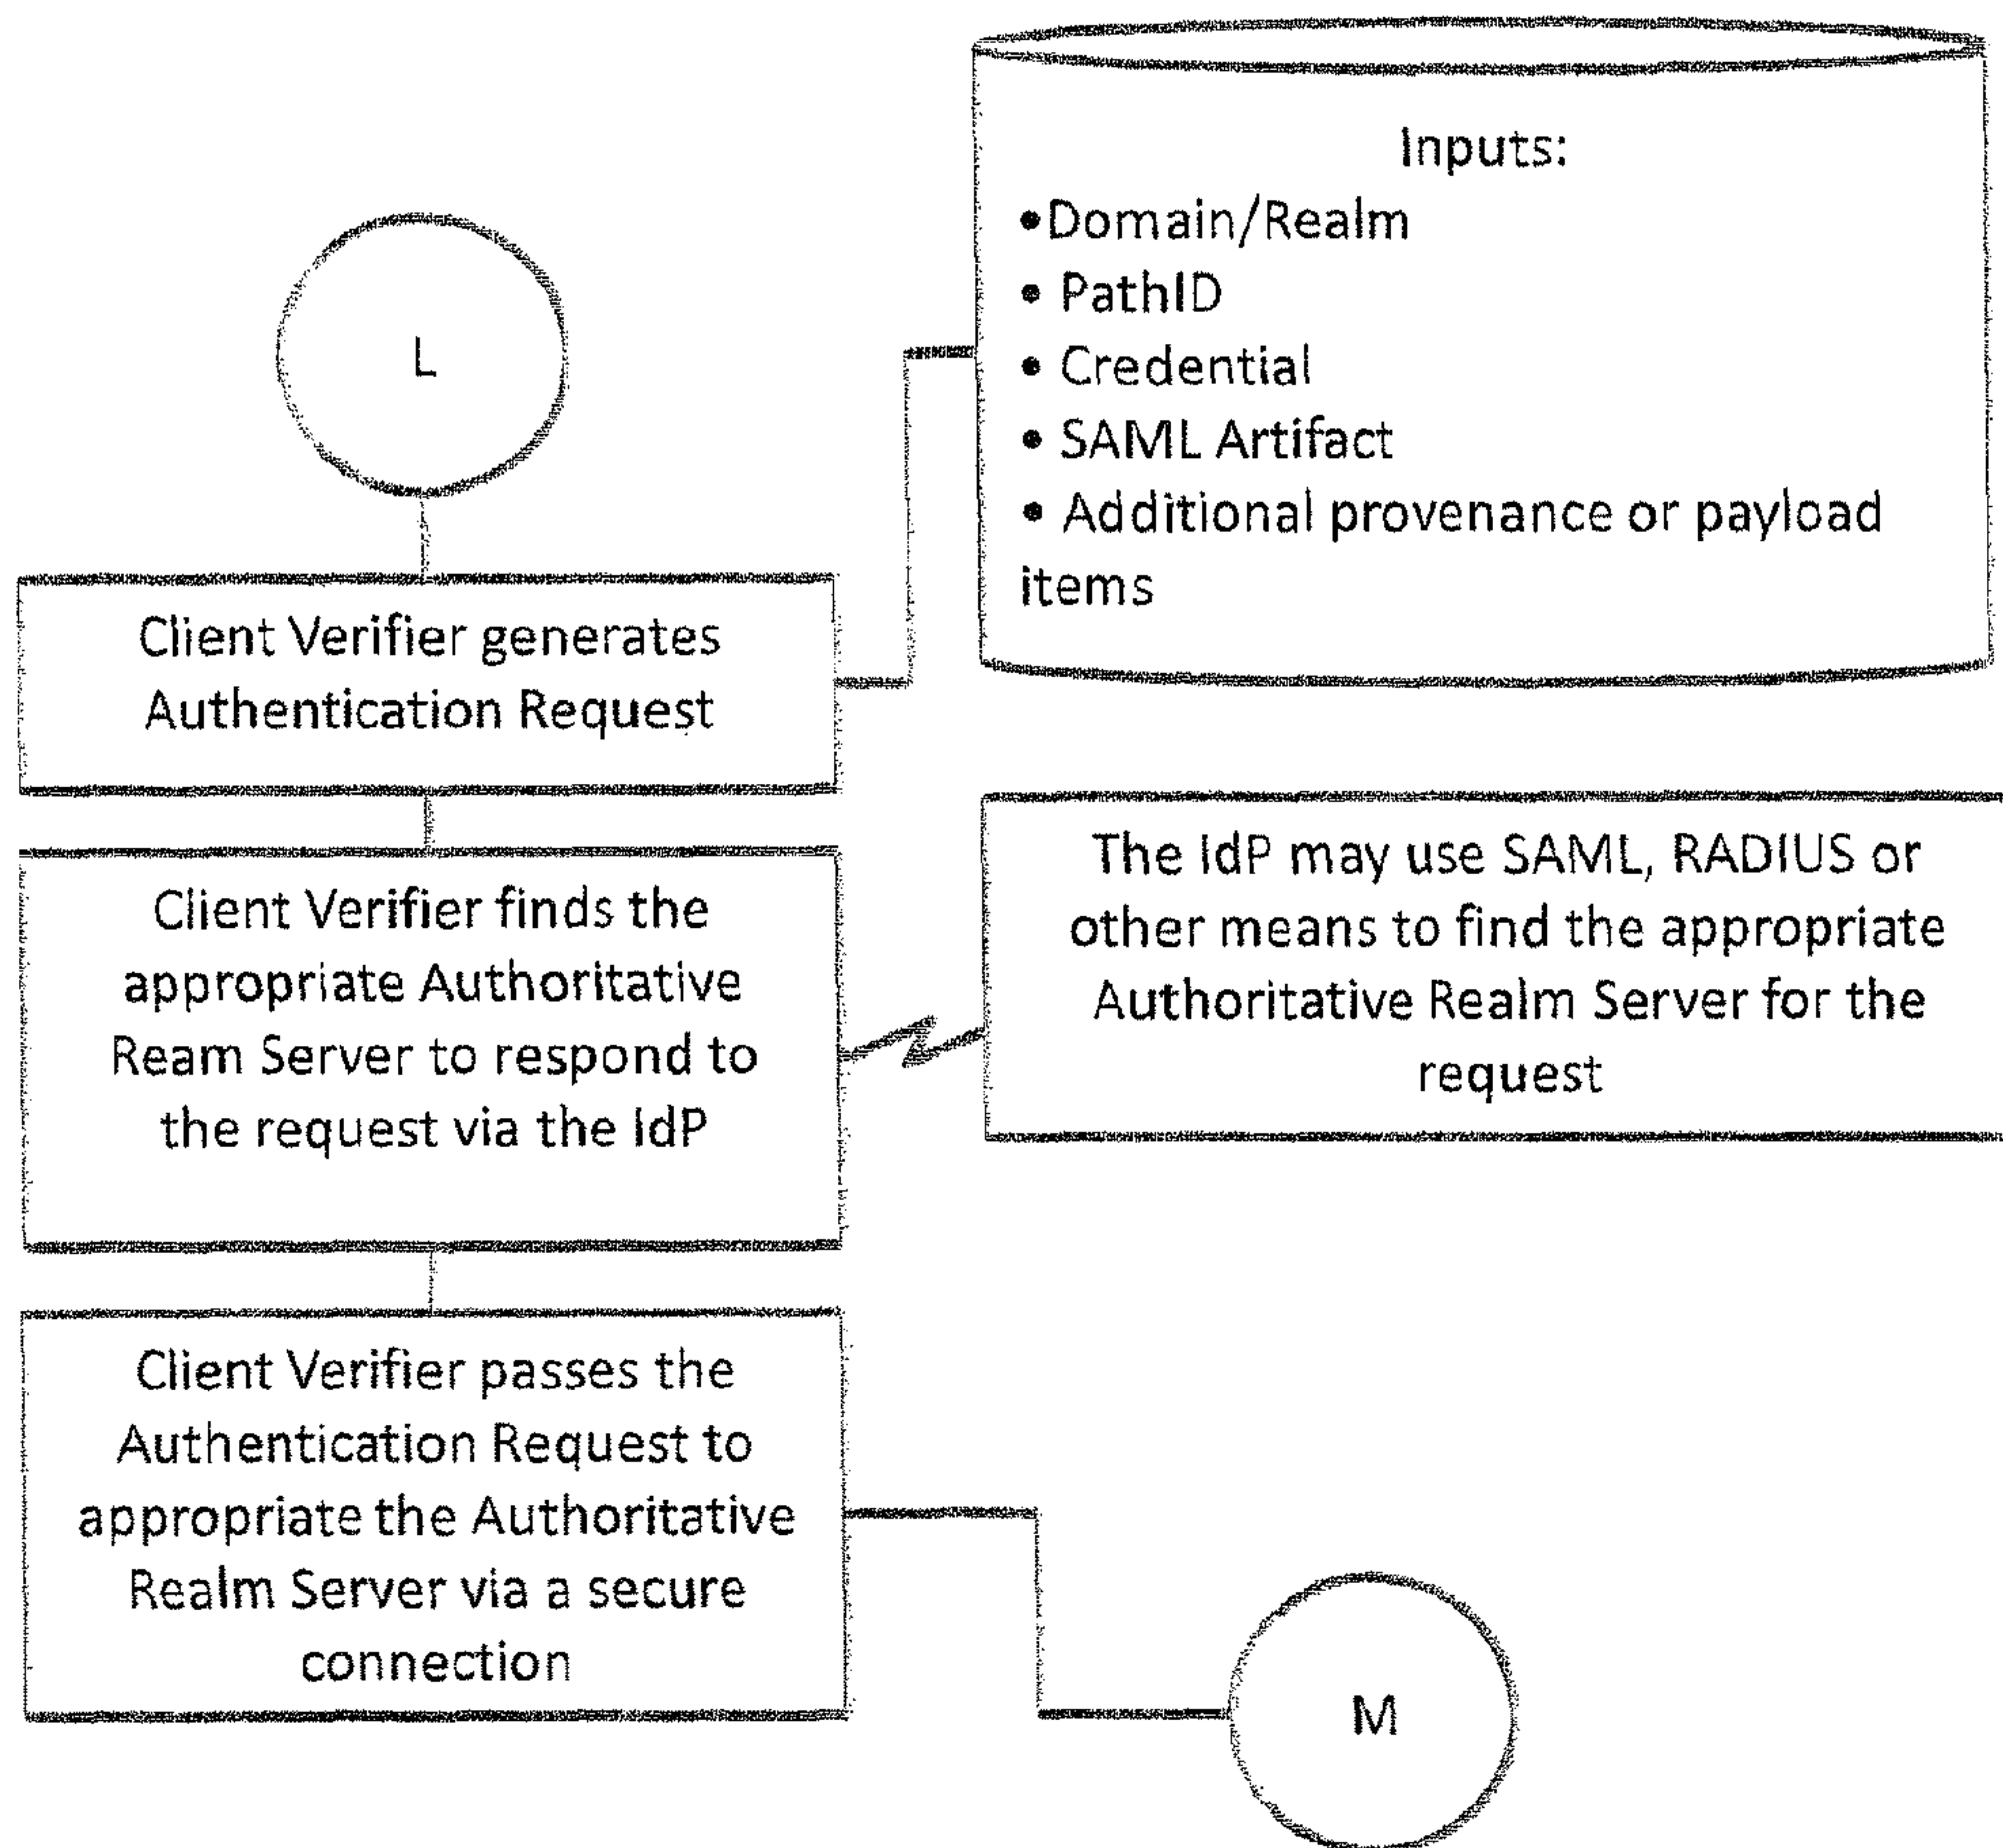 L
Inputs:
•Domain/Realm
• PathID
• Credential
• SAML Artifact
• Additional provenance or payload
items
Client Verifier generates
Authentication Request
Client Verifier finds the
appropriate Authoritative
Ream Server to respond to
the request via the IdP
The IdP may use SAML, RADIUS or
other means to find the appropriate
Authoritative Realm Server for the
request
Client Verifier passes the
Authentication Request to
appropriate the Authoritative
Realm Server via a secure
connection
M